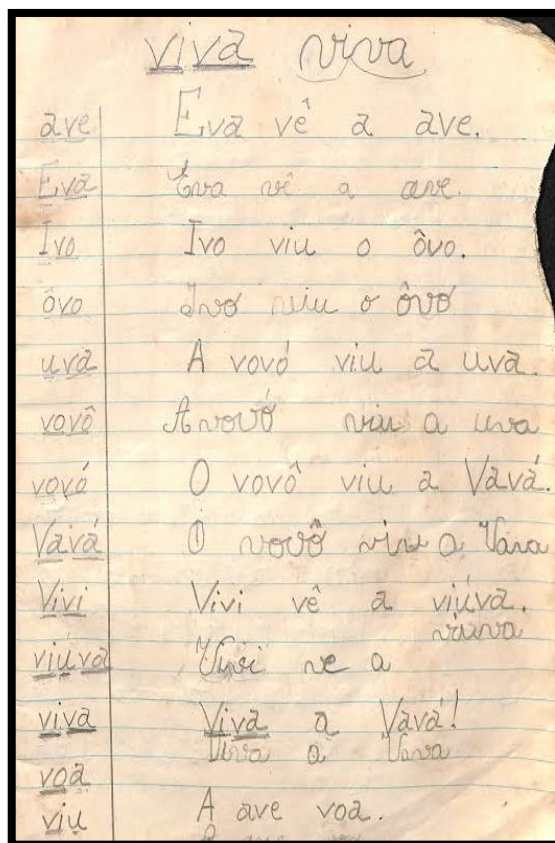 viva viva
ave Eva vê a ave.
Eva Eva vê a ave.
Ivo Ivo viu o ôvo.
ôvo Ivo viu o ôvo
uva A vovó viu a uva.
vovô A vovó viu a uva
vovó O vovô viu a Vavá.
Vavá O vovô viu a Vava
Vivi Vivi vê a viúva.
viuva
viúva Vivi ve a
viva Viva a Vavá!
Viva a Vava
voa
viu A ave voa.